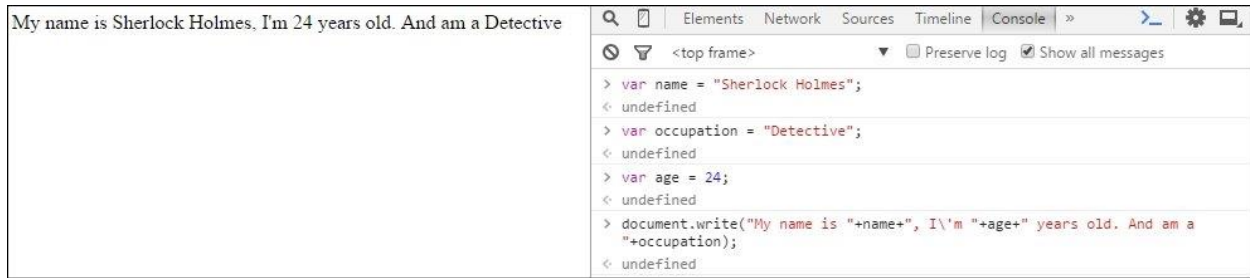 My name is Sherlock Holmes, I'm 24 years old. And am a Detective
Elements Network Sources Timeline Console »
<top frame> ▼ Preserve log Show all messages
> var name = "Sherlock Holmes";
<· undefined
> var occupation = "Detective";
<· undefined
> var age = 24;
<· undefined
> document.write("My name is "+name+", I\'m "+age+" years old. And am a
"+occupation);
<· undefined